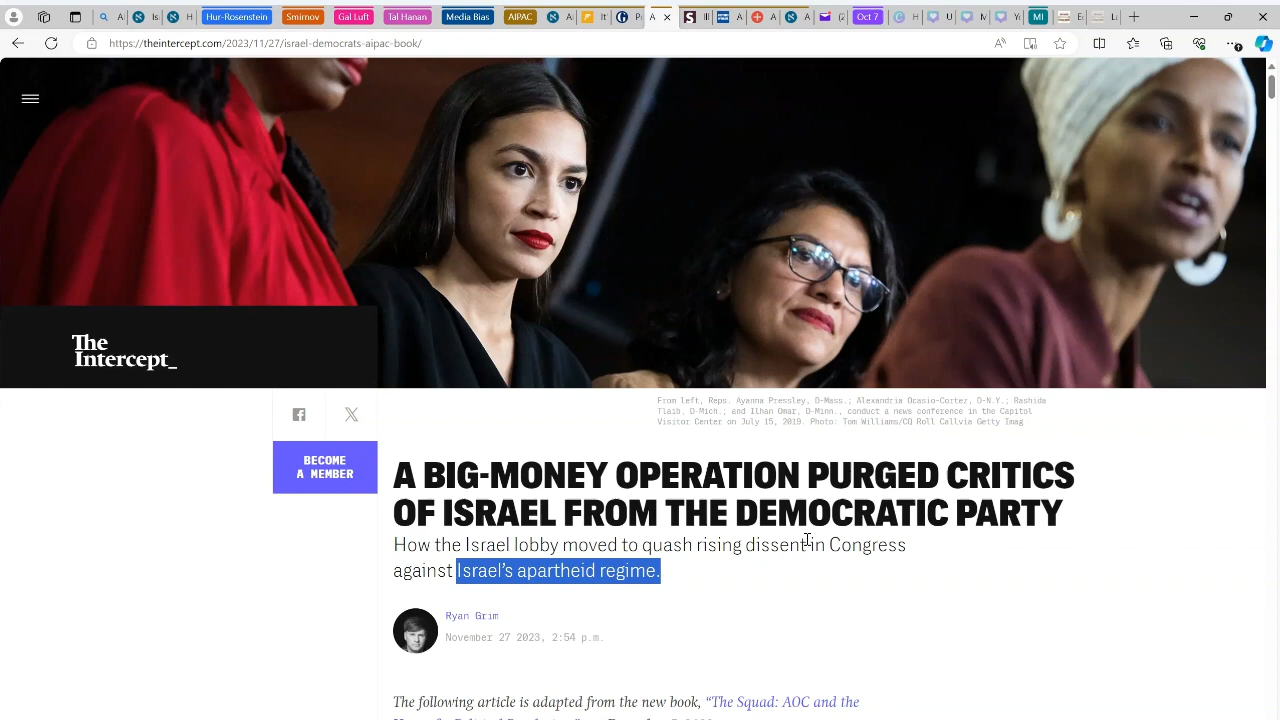 Hur-Rosenstein
Smirnov
Gal Luft
Tal Hanan
Media Bias
AIPAC
Oct 7
MI
https://theintercept.com/2023/11/27/israel-democrats-aipac-book/
The
Intercept_
From left, Reps. Ayanna Pressley, D-Mass.; Alexandria Ocasio-Cortez, D-N.Y.; Rashida
Tlaib, D-Mich.; and Ilhan Omar, D-Minn., conduct a news conference in the Capitol
Visitor Center on July 15, 2019. Photo: Tom Williams/CQ Roll Callvia Getty Imag
BECOME
A MEMBER
A BIG-MONEY OPERATION PURGED CRITICS
OF ISRAEL FROM THE DEMOCRATIC PARTY
How the Israel lobby moved to quash rising dissent in Congress
against Israel's apartheid regime.
Ryan Grim
November 27 2023, 2:54 p.m.
The following article is adapted from the new book, “The Squad: AOC and the